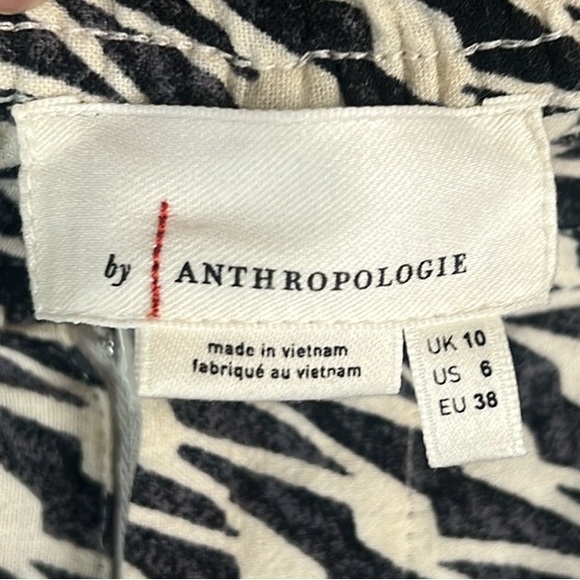 by ANTHROPOLOGIE
made in vietnam
fabriqué au vietnam
UK 10
US 6
EU 38